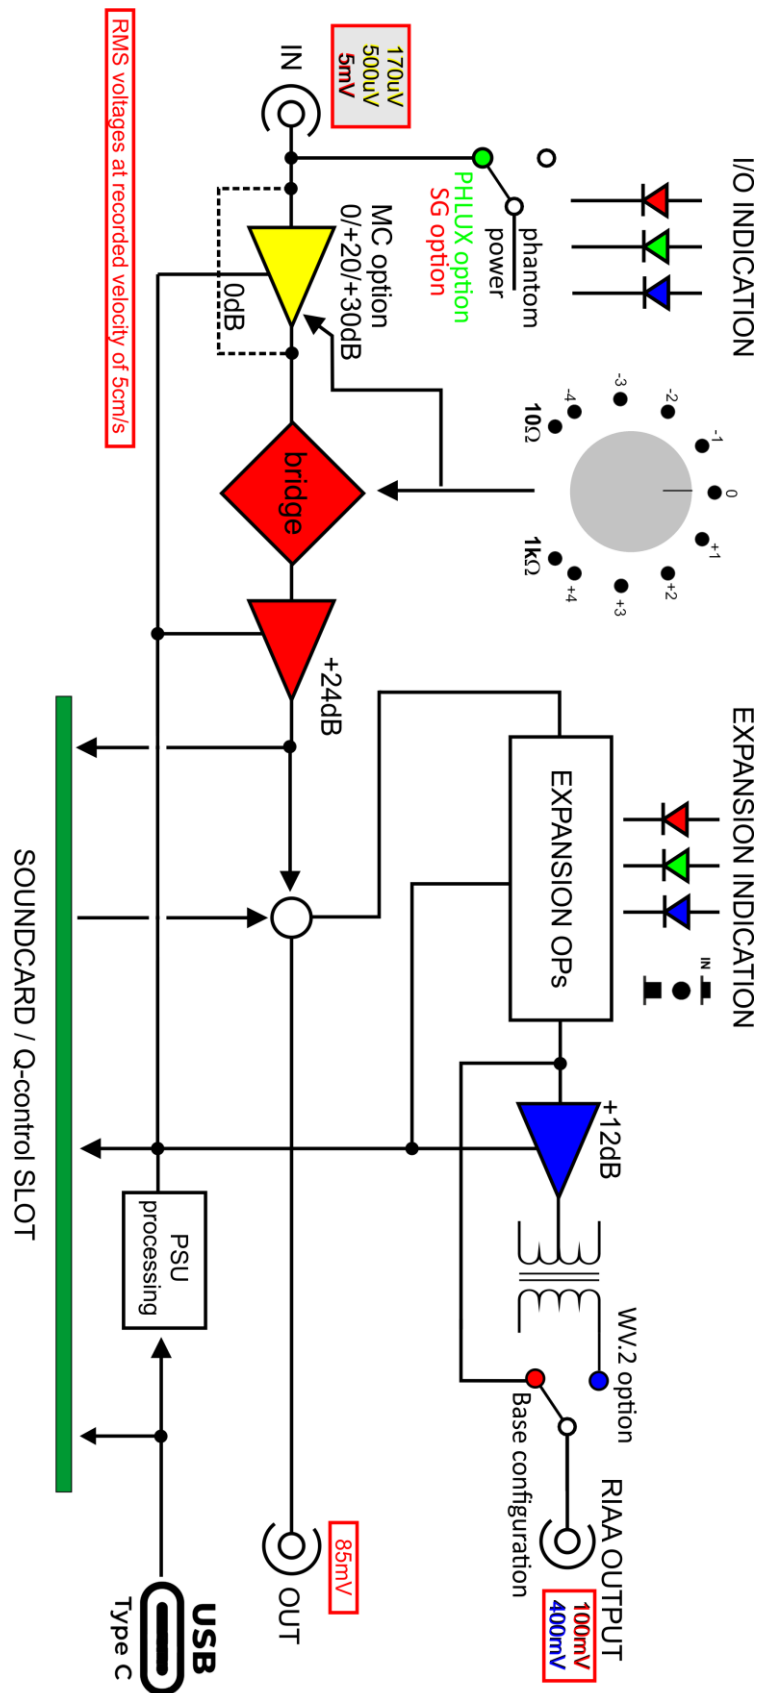 I/O INDICATION
EXPANSION INDICATION
IN
-4
-3
-2
-1
0
+1
+2
+3
+4
10Ω
1kΩ
phantom
power
PHLUX option
SG option
EXPANSION OPs
+12dB
WV.2 option
Base configuration
RIAA OUTPUT
100mV
400mV
170uV
500uV
5mV
IN
MC option
0/+20/+30dB
0dB
bridge
+24dB
85mV
OUT
PSU
processing
USB
Type C
SOUNDCARD / Q-control SLOT
RMS voltages at recorded velocity of 5cm/s